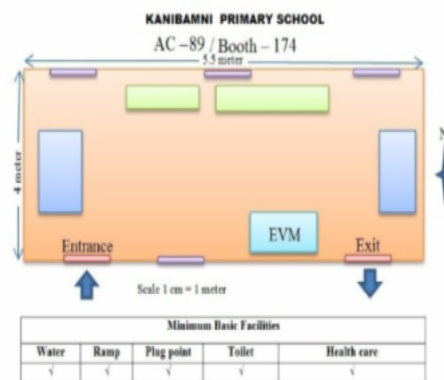 KANIBAMNI PRIMARY SCHOOL
AC -89 / Booth - 174
5.5 meter
4 meter
N
EVM
Entrance
Exit
Scale 1 cm = 1 meter
Minimum Basic Facilities
Water Ramp Plug point Toilet Health care
√ √ √ √ √